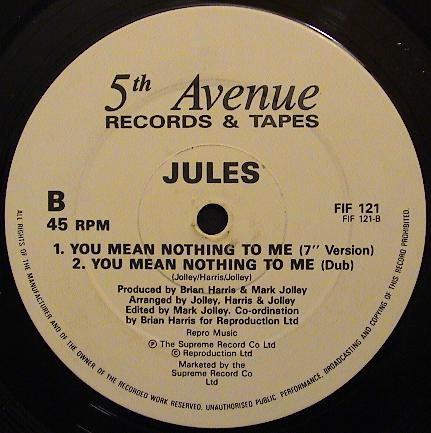 5th Avenue
RECORDS & TAPES
JULES
B
45 RPM
FIF 121
FIF 121-B
1. YOU MEAN NOTHING TO ME (7" Version)
2. YOU MEAN NOTHING TO ME (Dub)
(Jolley/Harris/Jolley)
Produced by Brian Harris & Mark Jolley
Arranged by Jolley, Harris & Jolley
Edited by Mark Jolley. Co-ordination
by Brian Harris for Reproduction Ltd
Repro Music
℗ The Supreme Record Co Ltd
© Reproduction Ltd
Marketed by the
Supreme Record Co
Ltd
ALL RIGHTS OF THE MANUFACTURER AND OF THE OWNER OF THE RECORDED WORK RESERVED. UNAUTHORISED PUBLIC PERFORMANCE, BROADCASTING AND COPYING OF THIS RECORD PROHIBITED.